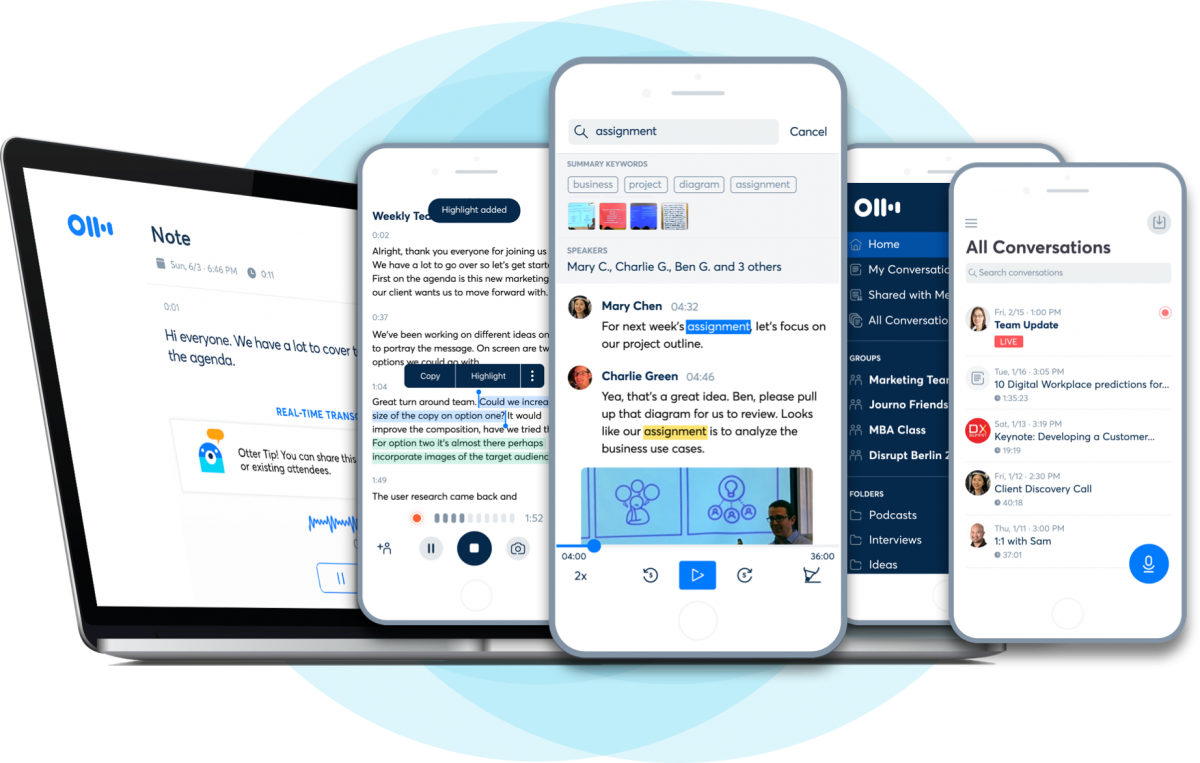 Note
Sun, 6/3 · 6:46 PM 0:11
0:01
Hi everyone. We have a lot to cover t
the agenda.
REAL-TIME TRANSC
Otter Tip! You can share this
or existing attendees.
Weekly Tea
Highlight added
0:02
Alright, thank you everyone for joining us
We have a lot to go over so let's get starte
First on the agenda is this new marketing
our client wants us to move forward with.
0:37
We've been working on different ideas on
to portray the message. On screen are tw
options we could go with
Copy Highlight
1:04
Great turn around team. Could we increa
size of the copy on option one? It would
improve the composition, have we tried th
For option two it's almost there perhaps
incorporate images of the target audienc
1:49
The user research came back and
1:52
assignment
Cancel
SUMMARY KEYWORDS
business project diagram assignment
SPEAKERS
Mary C., Charlie G., Ben G. and 3 others
Mary Chen 04:32
For next week's assignment, let's focus on
our project outline.
Charlie Green 04:46
Yea, that's a great idea. Ben, please pull
up that diagram for us to review. Looks
like our assignment is to analyze the
business use cases.
04:00 36:00
2x
5 5
Home
My Conversatio
Shared with Me
All Conversatio
GROUPS
Marketing Tear
Journo Friends
MBA Class
Disrupt Berlin 2
FOLDERS
Podcasts
Interviews
Ideas
All Conversations
Search conversations
Fri, 2/15 · 1:00 PM
Team Update
LIVE
Tue, 1/16 · 3:05 PM
10 Digital Workplace predictions for...
1:35:23
Sat, 1/13 · 3:19 PM
Keynote: Developing a Customer...
19:19
Fri, 1/12 · 2:30 PM
Client Discovery Call
40:18
Thu, 1/11 · 3:00 PM
1:1 with Sam
37:01